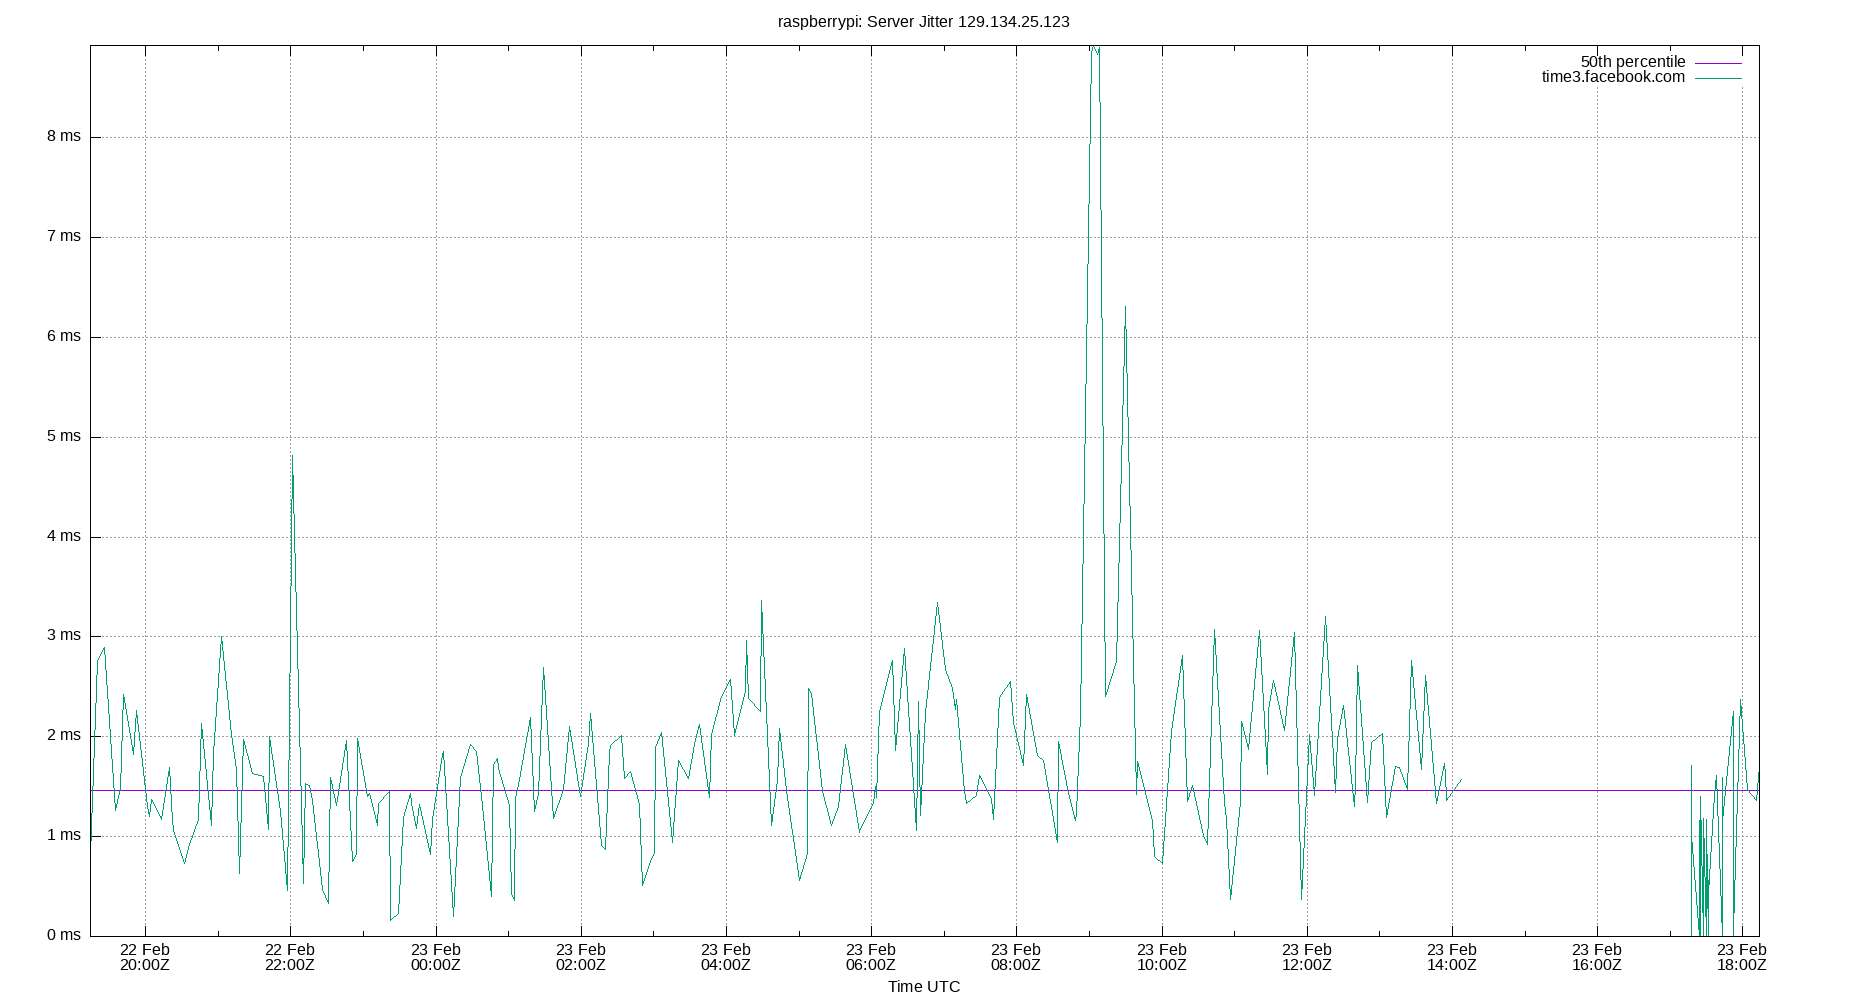 raspberrypi: Server Jitter 129.134.25.123
50th percentile
time3.facebook.com
8 ms
7 ms
6 ms
5 ms
4 ms
3 ms
2 ms
1 ms
0 ms
22 Feb 22 Feb 23 Feb 23 Feb 23 Feb 23 Feb 23 Feb 23 Feb 23 Feb 23 Feb 23 Feb 23 Feb
20:00Z 22:00Z 00:00Z 02:00Z 04:00Z 06:00Z 08:00Z 10:00Z 12:00Z 14:00Z 16:00Z 18:00Z
Time UTC